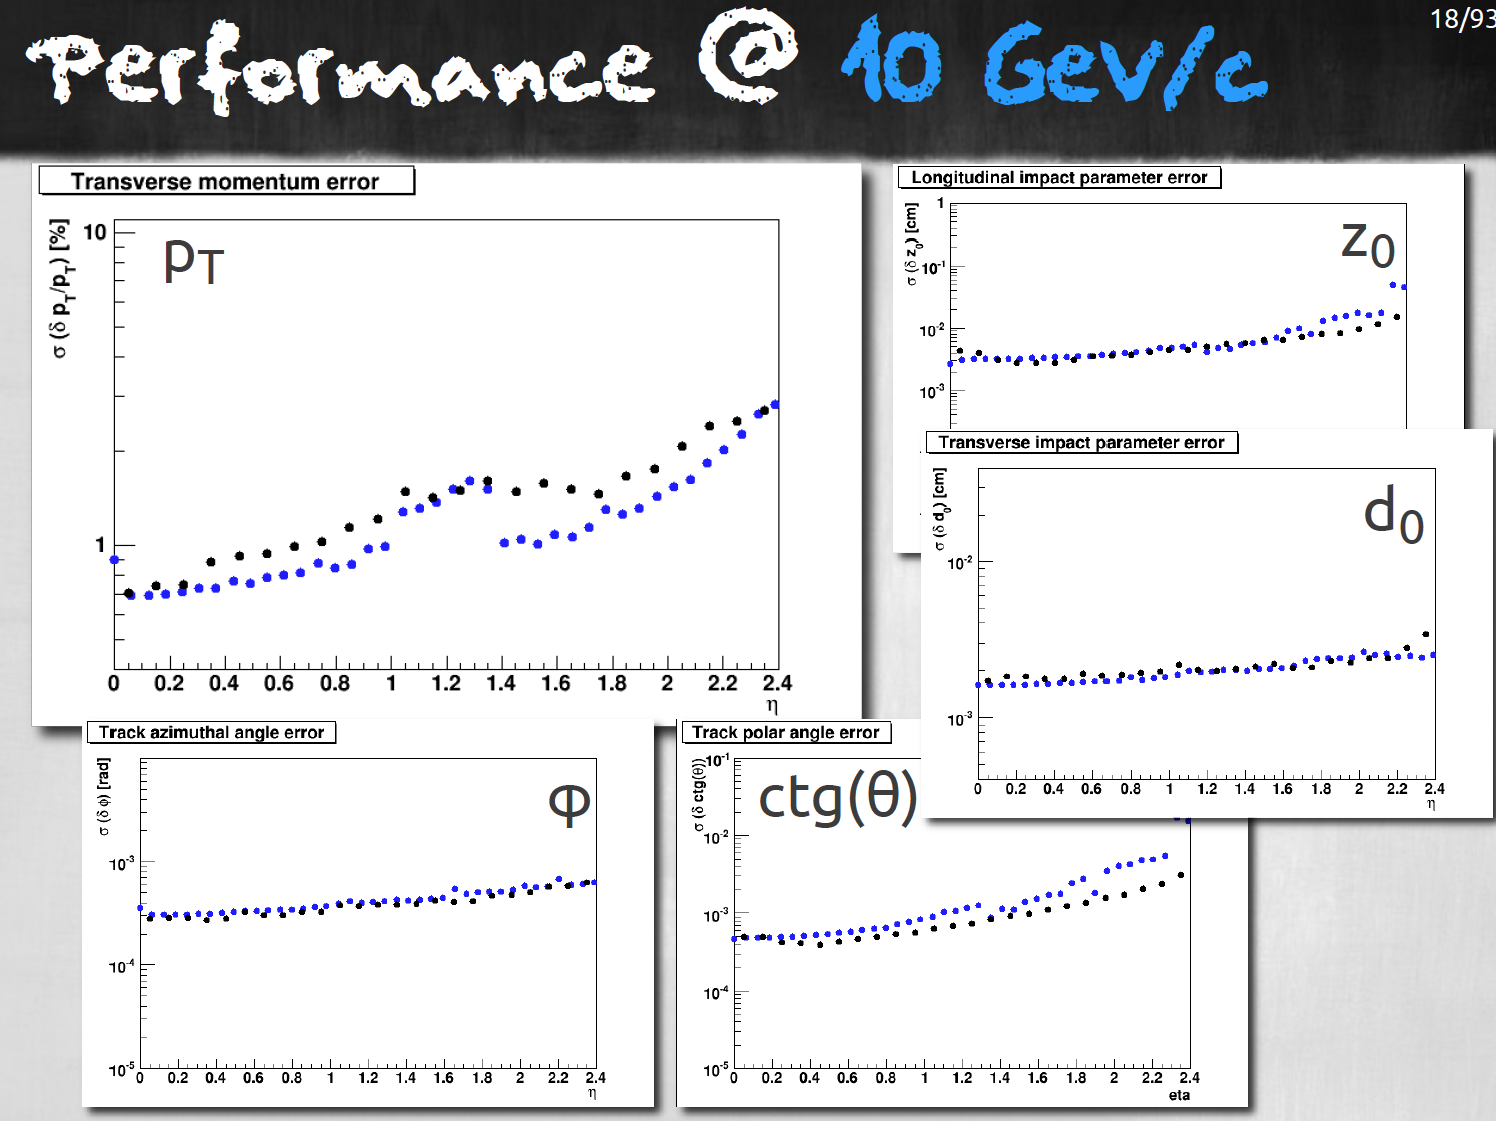 18/93
Performance @ 10 Gev/c
Transverse momentum error
σ (δ pT/pT) [%]
pT
10
1
0 0.2 0.4 0.6 0.8 1 1.2 1.4 1.6 1.8 2 2.2 2.4
η
Longitudinal impact parameter error
σ (δ z0) [cm]
z0
1
10-1
10-2
10-3
Transverse impact parameter error
σ (δ d0) [cm]
d0
10-2
10-3
0 0.2 0.4 0.6 0.8 1 1.2 1.4 1.6 1.8 2 2.2 2.4
η
Track azimuthal angle error
σ (δ ϕ) [rad]
φ
10-3
10-4
10-5
0 0.2 0.4 0.6 0.8 1 1.2 1.4 1.6 1.8 2 2.2 2.4
η
Track polar angle error
σ (δ ctg(θ))
ctg(θ)
10-1
10-2
10-3
10-4
10-5
0 0.2 0.4 0.6 0.8 1 1.2 1.4 1.6 1.8 2 2.2 2.4
eta